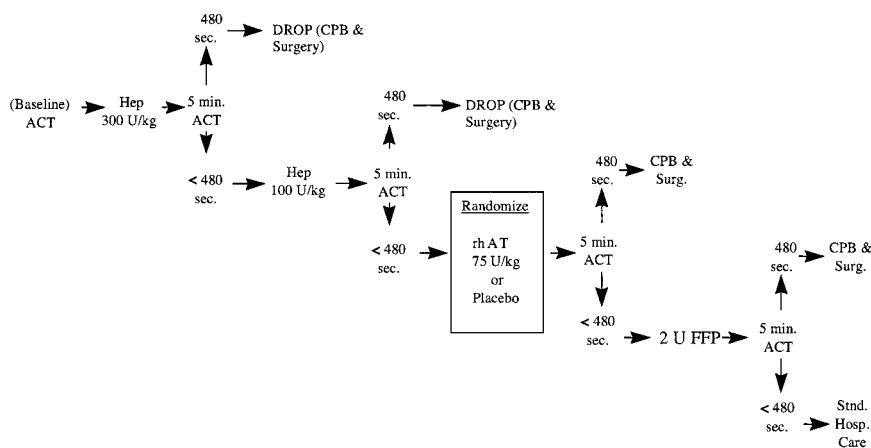 480
sec.
DROP (CPB &
Surgery)
(Baseline)
ACT
Hep
300 U/kg
5 min.
ACT
< 480
sec.
Hep
100 U/kg
5 min.
ACT
480
sec.
DROP (CPB &
Surgery)
< 480
sec.
Randomize
rhAT
75 U/kg
or
Placebo
5 min.
ACT
480
sec.
CPB &
Surg.
< 480
sec.
2 U FFP
5 min.
ACT
480
sec.
CPB &
Surg.
< 480
sec.
Stnd.
Hosp.
Care